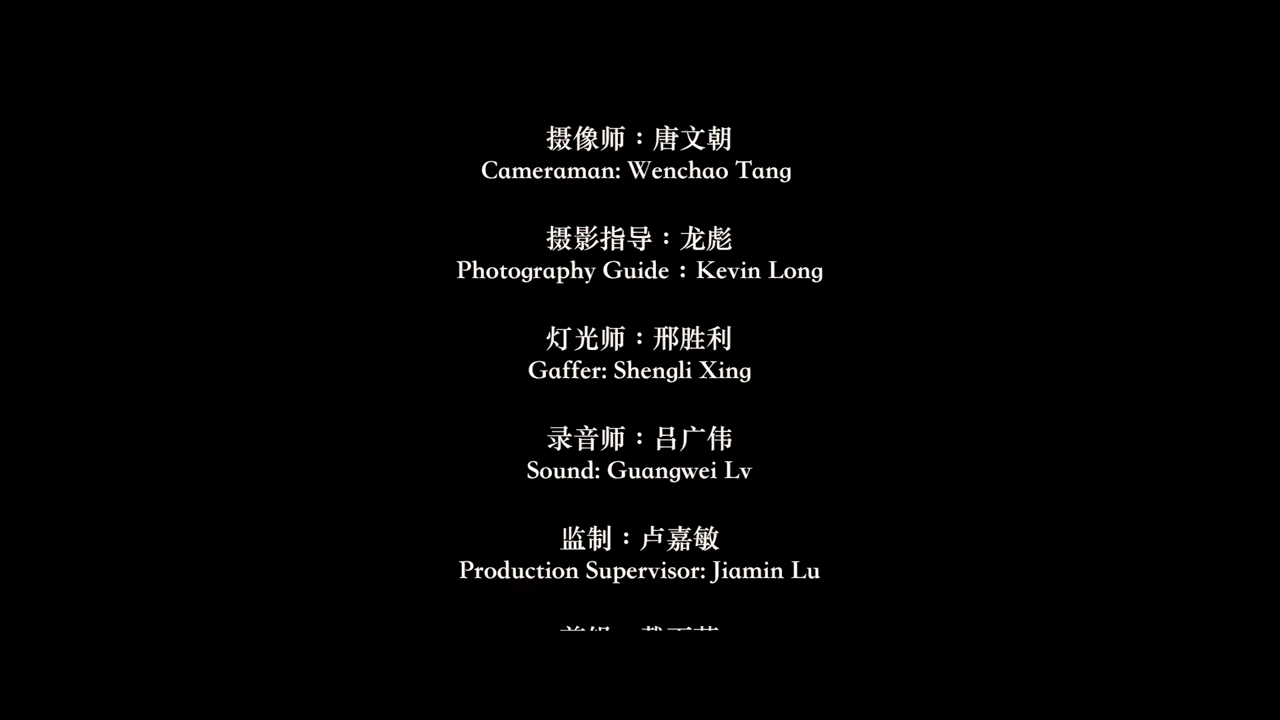 摄像师：唐文朝
Cameraman: Wenchao Tang
摄影指导：龙彪
Photography Guide：Kevin Long
灯光师：邢胜利
Gaffer: Shengli Xing
录音师：吕广伟
Sound: Guangwei Lv
监制：卢嘉敏
Production Supervisor: Jiamin Lu